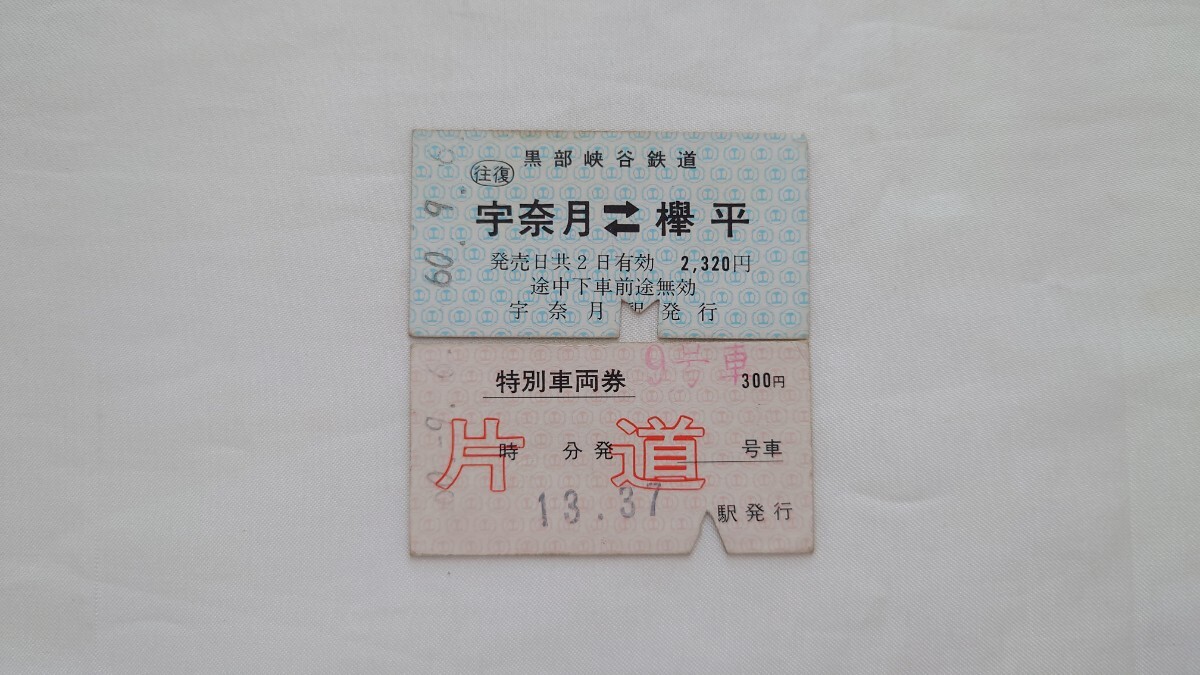 黒部峡谷鉄道
往復
宇奈月⇄欅平
発売日共2日有効 2,320円
途中下車前途無効
宇奈月駅発行
60.9.
9号車
特別車両券 300円
片道
時 分発 号車
13.37
駅発行